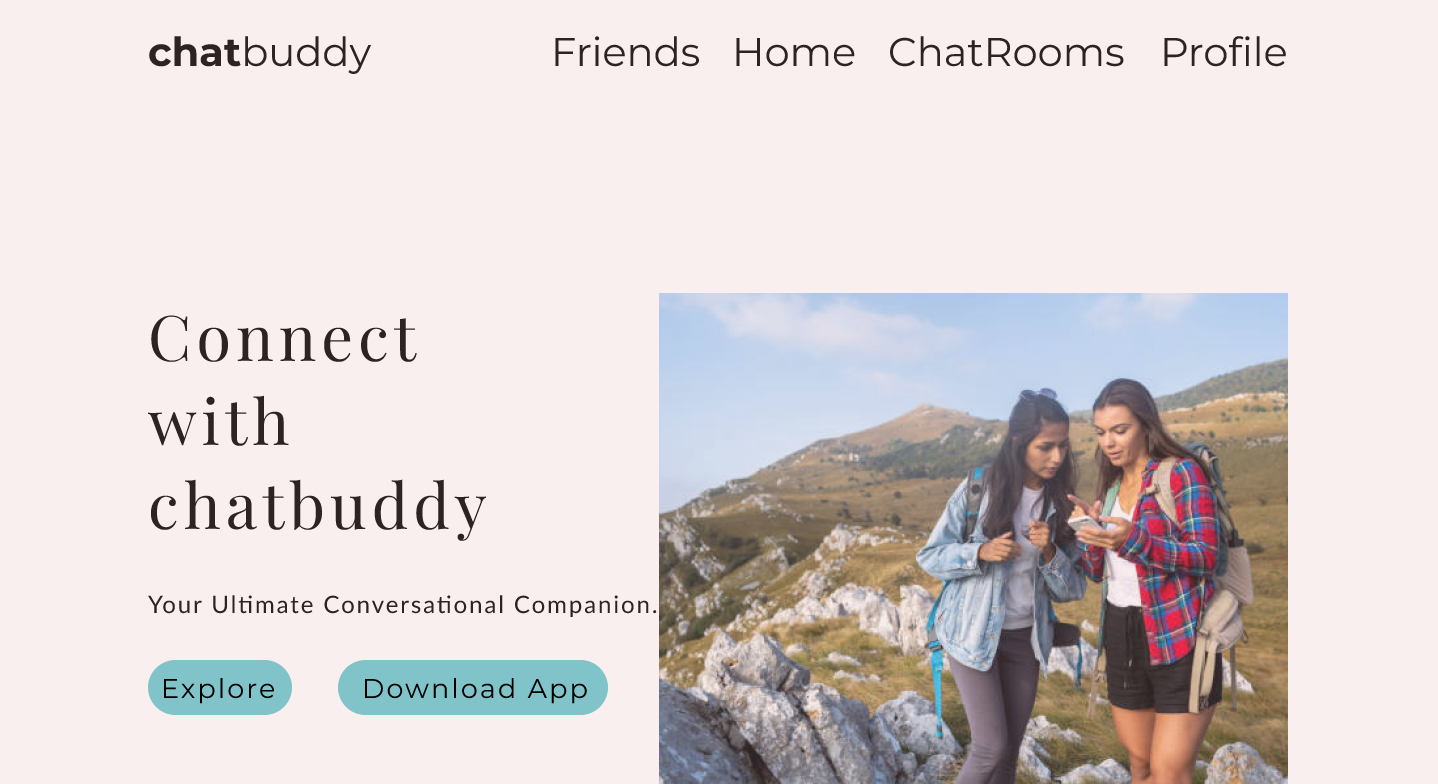 chatbuddy
Friends Home ChatRooms Profile
Connect
with
chatbuddy
Your Ultimate Conversational Companion.
Explore
Download App